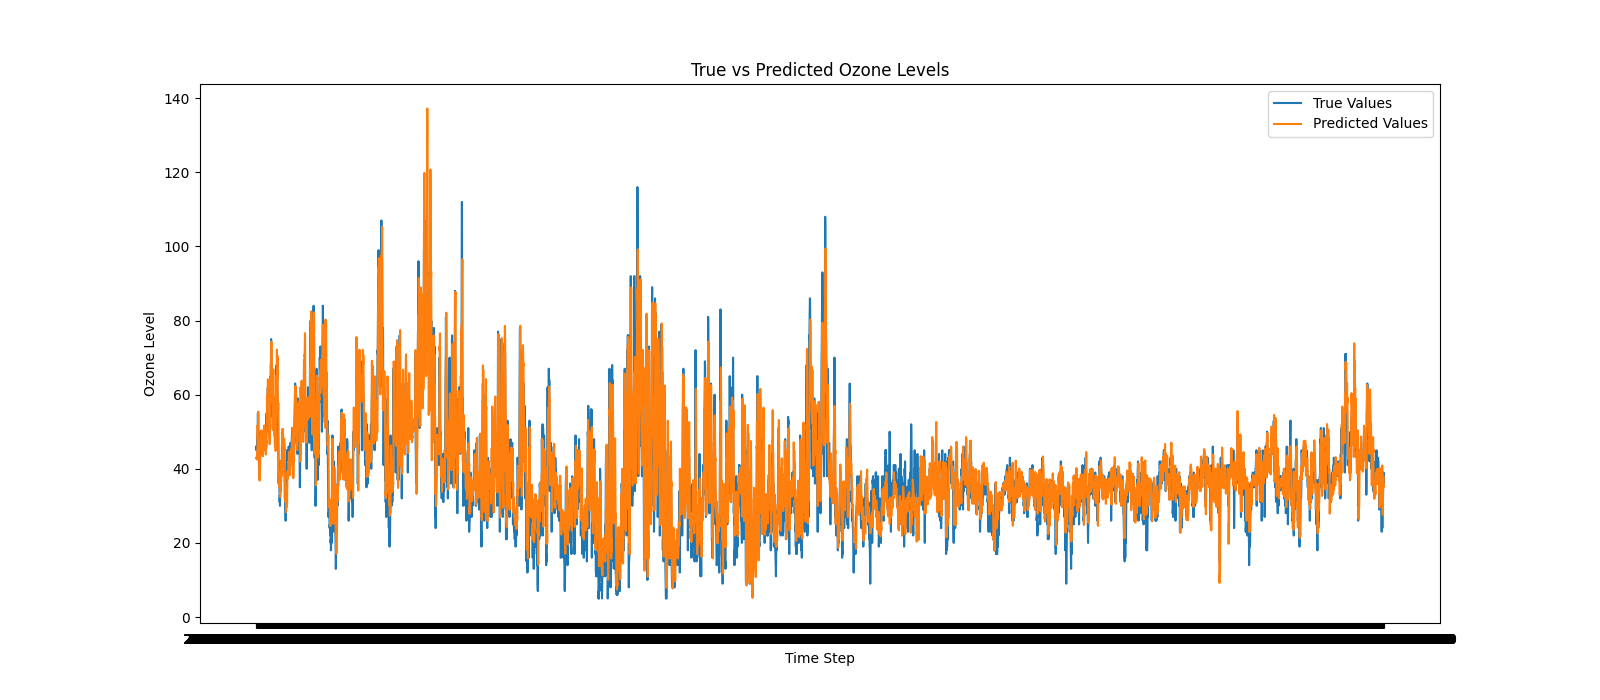 True vs Predicted Ozone Levels
True Values
Predicted Values
140
120
100
80
60
40
20
0
Ozone Level
Time Step